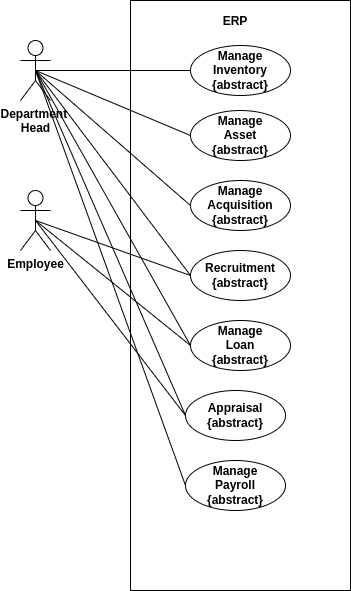 ERP
Manage
Inventory
{abstract}
Department
Head
Manage
Asset
{abstract}
Manage
Acquisition
{abstract}
Employee
Recruitment
{abstract}
Manage
Loan
{abstract}
Appraisal
{abstract}
Manage
Payroll
{abstract}